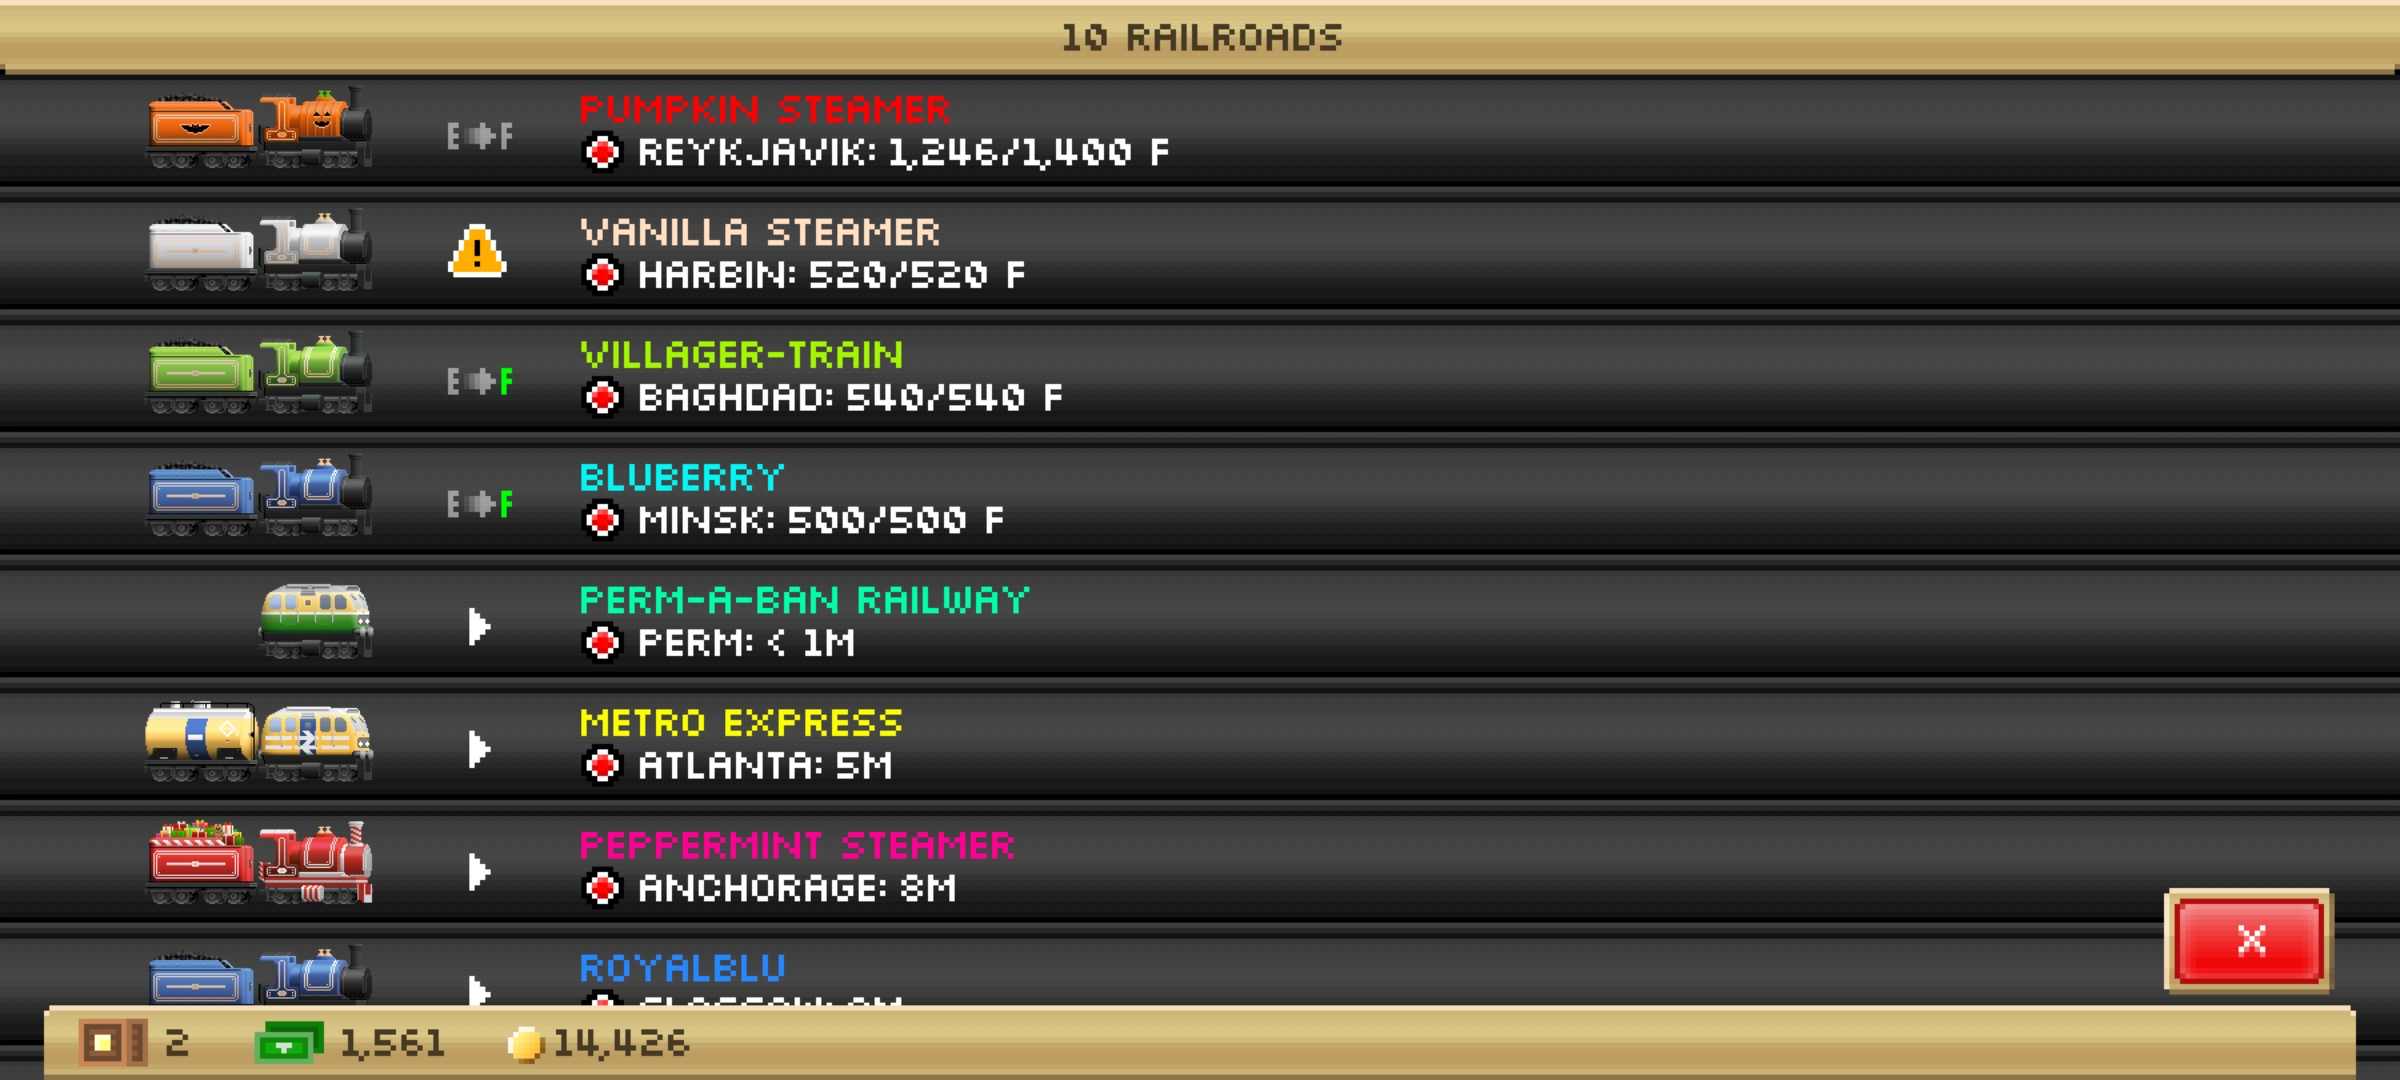 10 RAILROADS
PUMPKIN STEAMER
E F
REYKJAVIK: 1,246/1,400 F
VANILLA STEAMER
HARBIN: 520/520 F
VILLAGER-TRAIN
E F
BAGHDAD: 540/540 F
BLUBERRY
E F
MINSK: 500/500 F
PERM-A-BAN RAILWAY
PERM: < 1M
METRO EXPRESS
ATLANTA: 5M
PEPPERMINT STEAMER
ANCHORAGE: 8M
X
ROYALBLU
2 1,561 14,426